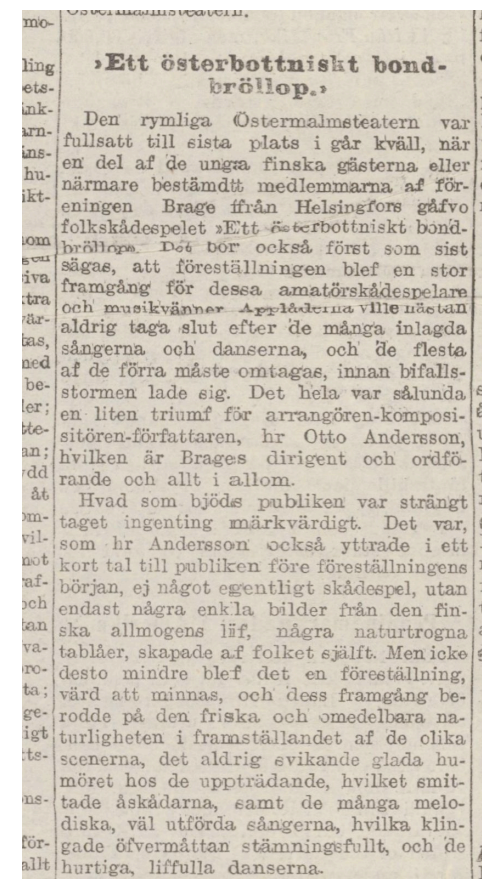 Östermalmsteatern.
»Ett österbottniskt bond-
bröllop.»
Den rymliga Östermalmsteatern var
fullsatt till sista plats i går kväll, när
en del af de unga finska gästerna eller
närmare bestämdt medlemmarna af för-
eningen Brage ifrån Helsingfors gåfvo
folkskådespelet »Ett österbottniskt bond-
bröllop». Det bör också först som sist
sägas, att föreställningen blef en stor
framgång för dessa amatörskådespelare
och musikvänner Applåderna ville nästan
aldrig taga slut efter de många inlagda
sångerna och danserna, och de flesta
af de förra måste omtagas, innan bifalls-
stormen lade sig. Det hela var sålunda
en liten triumf för arrangören-komposi-
sitören-författaren, hr Otto Andersson,
hvilken är Brages dirigent och ordfö-
rande och allt i allom.
Hvad som bjöds publiken var strängt
taget ingenting märkvärdigt. Det var,
som hr Andersson också yttrade i ett
kort tal till publiken före föreställningens
början, ej något egentligt skådespel, utan
endast några enkla bilder från den fin-
ska allmogens lif, några naturtrogna
tablåer, skapade af folket själft. Men icke
desto mindre blef det en föreställning,
värd att minnas, och dess framgång be-
rodde på den friska och omedelbara na-
turligheten i framställandet af de olika
scenerna, det aldrig svikande glada hu-
möret hos de uppträdande, hvilket smit-
tade åskådarna, samt de många melo-
diska, väl utförda sångerna, hvilka klin-
gade öfvermåttan stämningsfullt, och de
hurtiga, liffulla danserna.